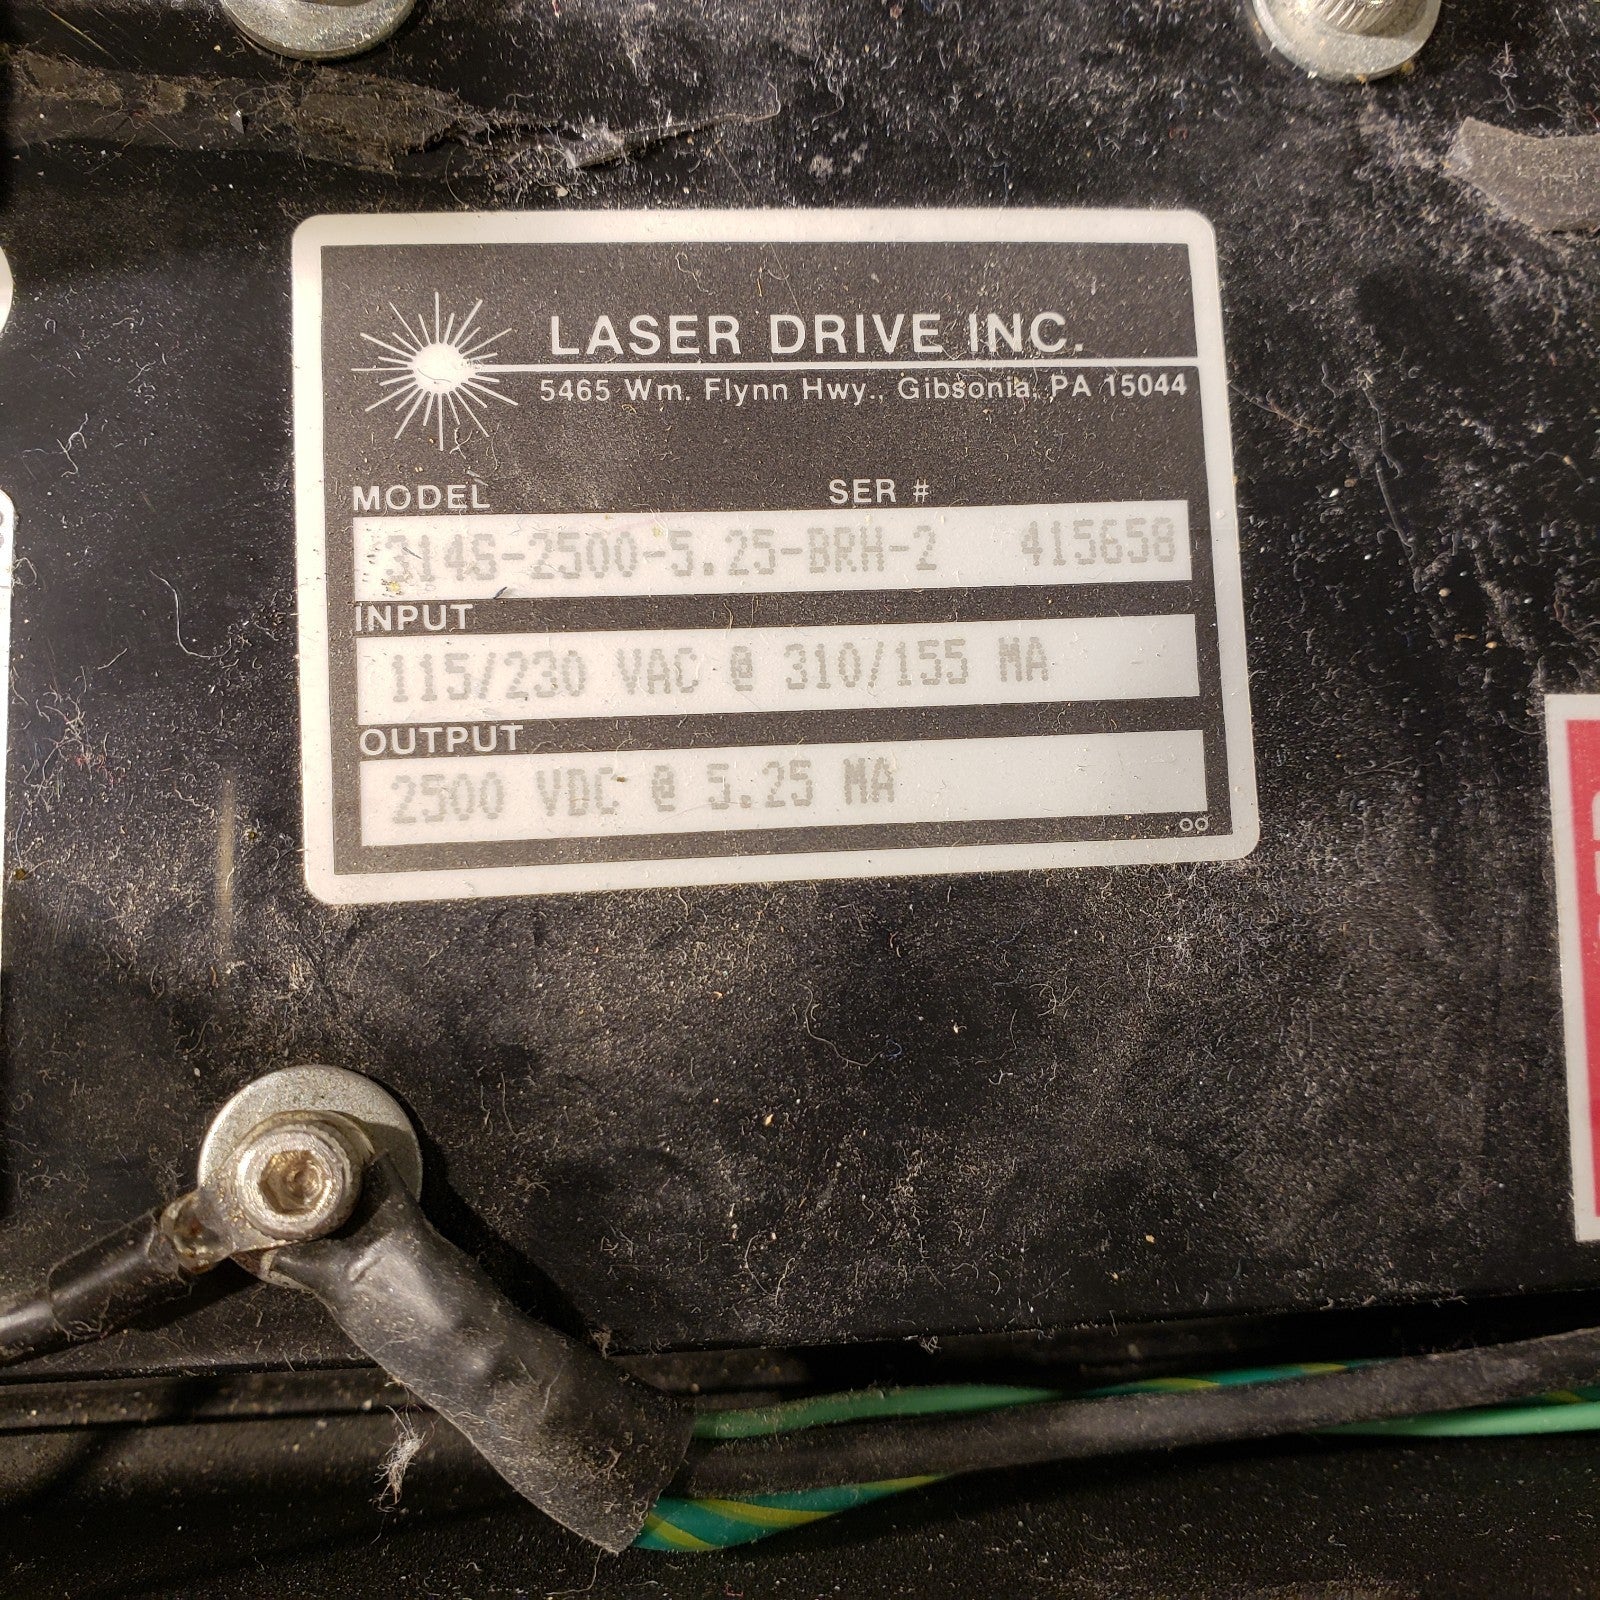 LASER DRIVE INC.
5465 Wm. Flynn Hwy., Gibsonia, PA 15044
MODEL SER #
314S-2500-5.25-BRH-2 415658
INPUT
115/230 VAC @ 310/155 MA
OUTPUT
2500 VDC @ 5.25 MA